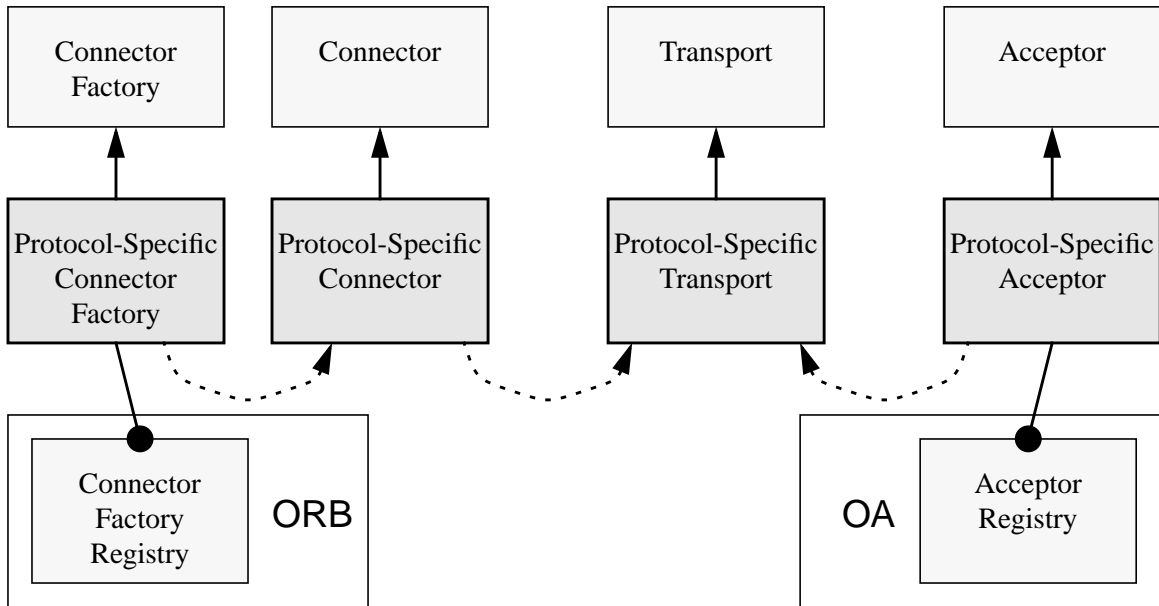 Connector
Factory
Connector
Transport
Acceptor
Protocol-Specific
Connector
Factory
Protocol-Specific
Connector
Protocol-Specific
Transport
Protocol-Specific
Acceptor
Connector
Factory
Registry
ORB
OA
Acceptor
Registry